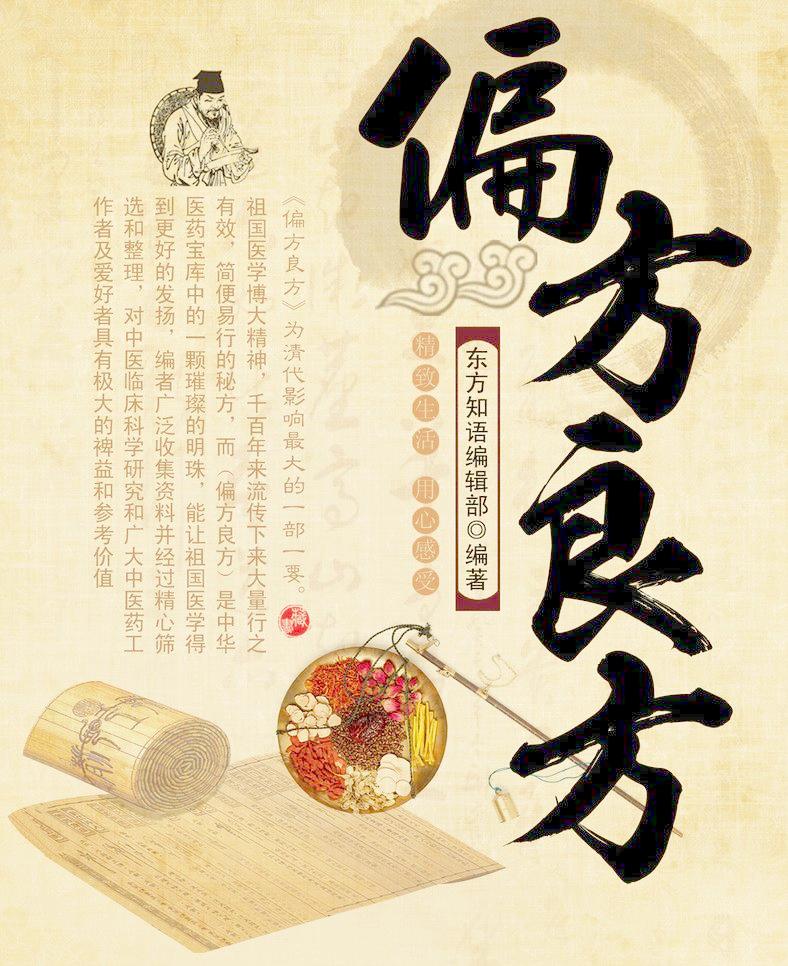 偏方良方
东方知语编辑部◎编著
精致生活 用心感受
《偏方良方》为清代影响最大的一部一要。
祖国医学博大精神，千百年来流传下来大量行之
有效，简便易行的秘方，而（偏方良方）是中华
医药宝库中的一颗璀璨的明珠，能让祖国医学得
到更好的发扬，编者广泛收集资料并经过精心筛
选和整理，对中医临床科学研究和广大中医药工
作者及爱好者具有极大的裨益和参考价值
藏書